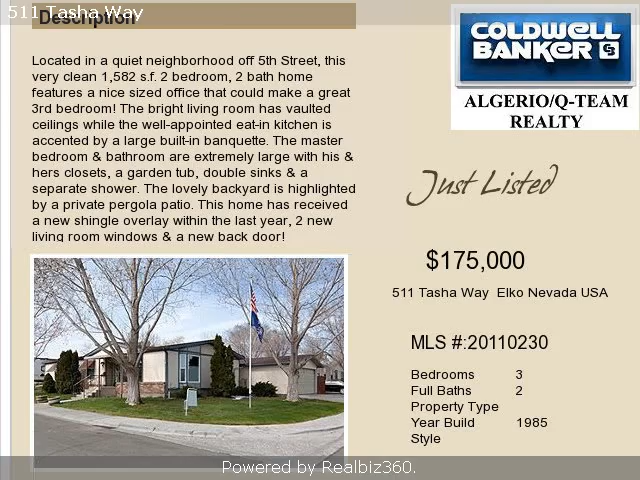 511 Tasha Way
Description
Located in a quiet neighborhood off 5th Street, this
very clean 1,582 s.f. 2 bedroom, 2 bath home
features a nice sized office that could make a great
3rd bedroom! The bright living room has vaulted
ceilings while the well-appointed eat-in kitchen is
accented by a large built-in banquette. The master
bedroom & bathroom are extremely large with his &
hers closets, a garden tub, double sinks & a
separate shower. The lovely backyard is highlighted
by a private pergola patio. This home has received
a new shingle overlay within the last year, 2 new
living room windows & a new back door!
COLDWELL
BANKER CB
ALGERIO/Q-TEAM
REALTY
Just Listed
$175,000
511 Tasha Way Elko Nevada USA
MLS #:20110230
Bedrooms 3
Full Baths 2
Property Type
Year Build 1985
Style
Powered by Realbiz360.